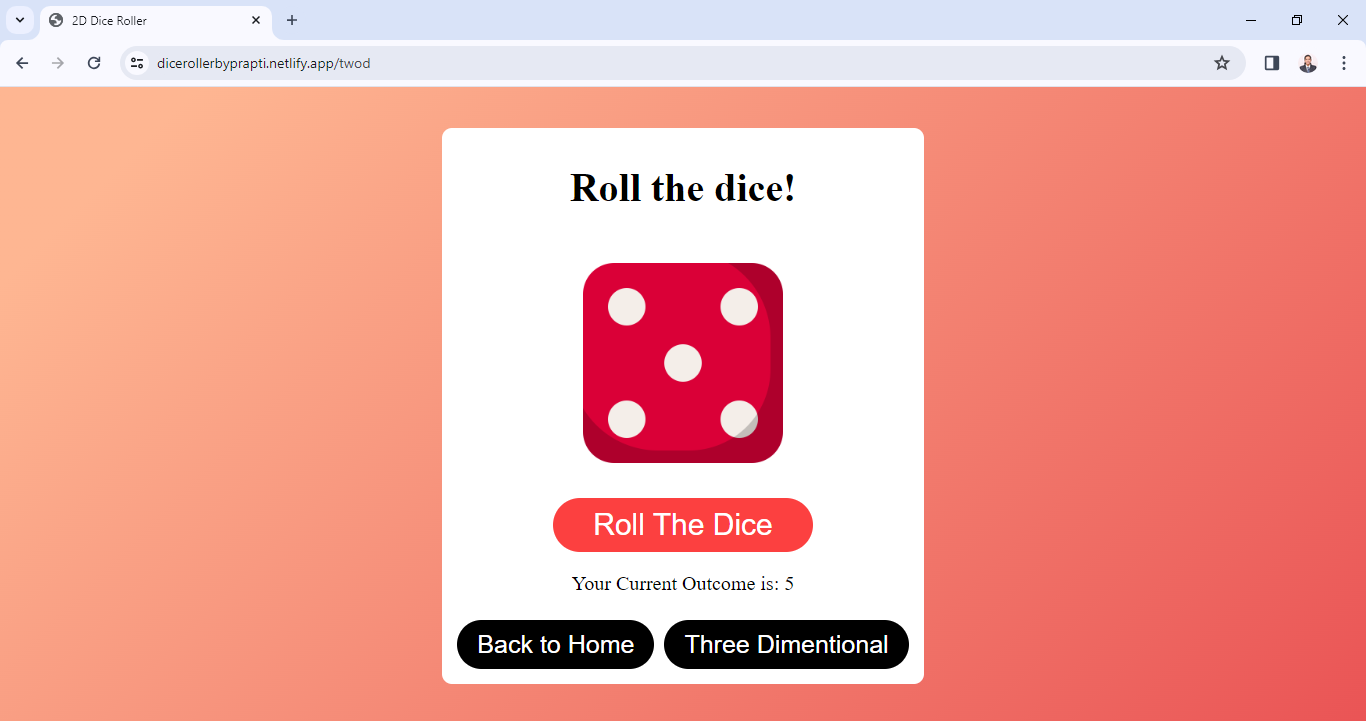 2D Dice Roller
dicerollerbyprapti.netlify.app/twod
Roll the dice!
Roll The Dice
Your Current Outcome is: 5
Back to Home
Three Dimentional